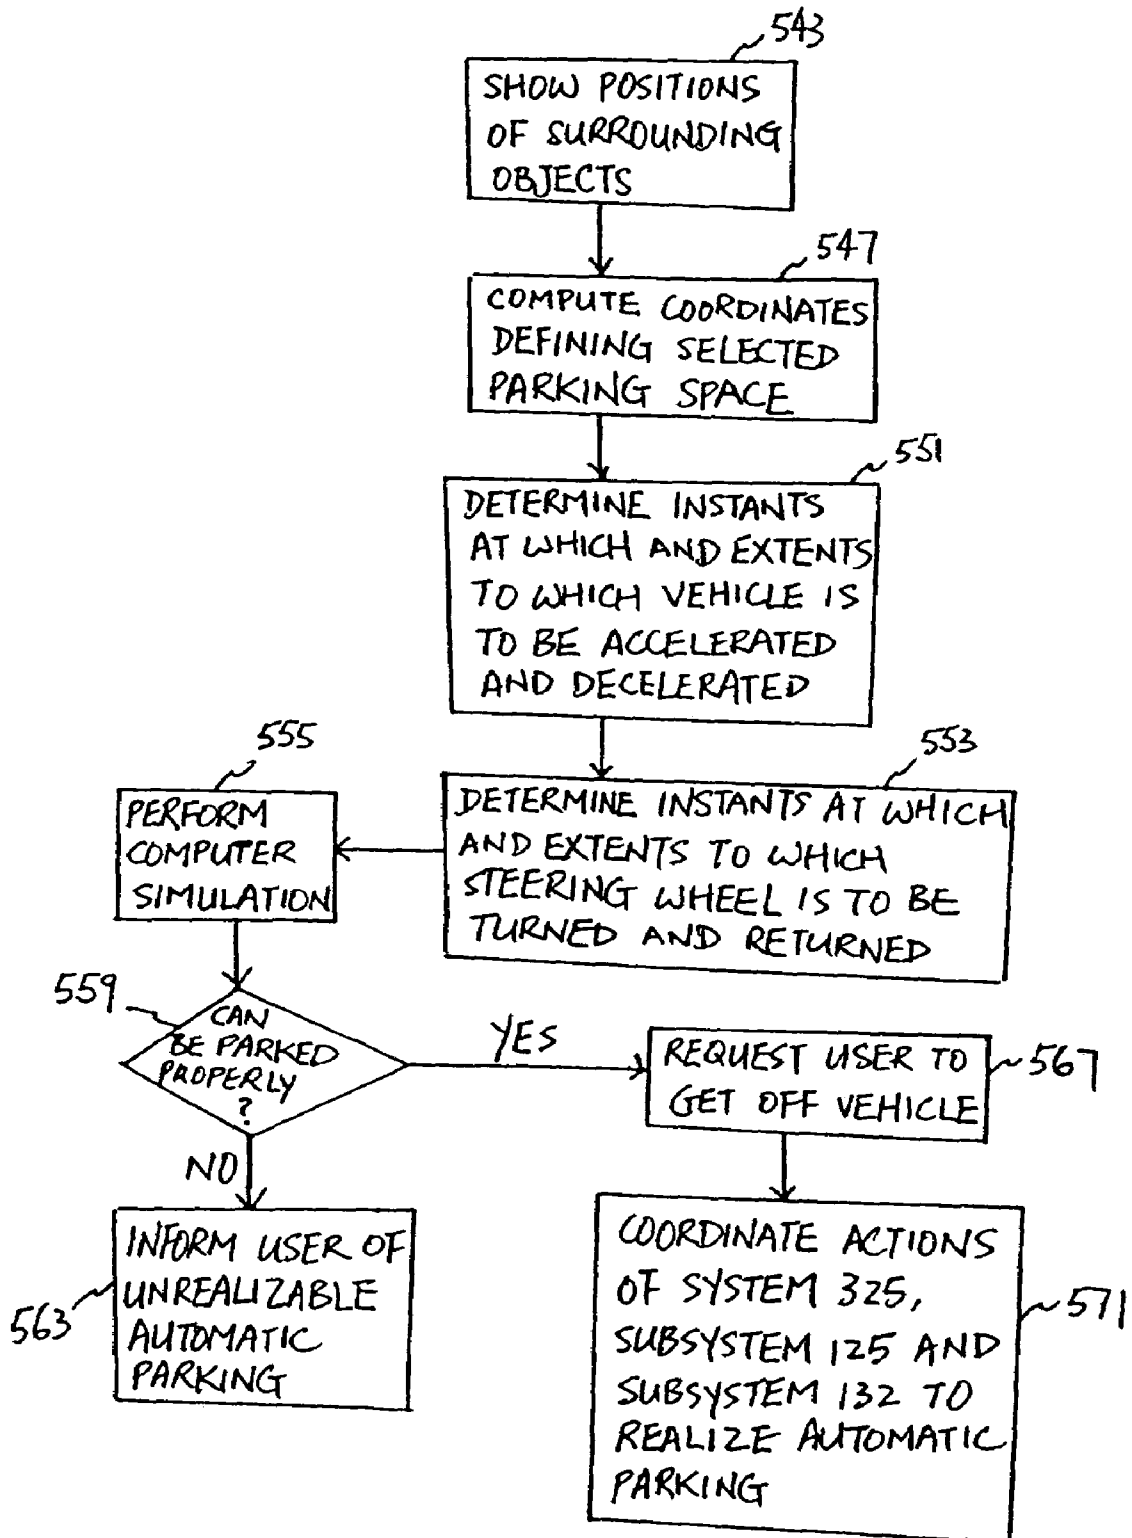 543
SHOW POSITIONS
OF SURROUNDING
OBJECTS
547
COMPUTE COORDINATES
DEFINING SELECTED
PARKING SPACE
551
DETERMINE INSTANTS
AT WHICH AND EXTENTS
TO WHICH VEHICLE IS
TO BE ACCELERATED
AND DECELERATED
553
DETERMINE INSTANTS AT WHICH
AND EXTENTS TO WHICH
STEERING WHEEL IS TO BE
TURNED AND RETURNED
555
PERFORM
COMPUTER
SIMULATION
559
CAN
BE PARKED
PROPERLY
?
YES
NO
REQUEST USER TO
GET OFF VEHICLE
567
INFORM USER OF
UNREALIZABLE
AUTOMATIC
PARKING
563
COORDINATE ACTIONS
OF SYSTEM 325,
SUBSYSTEM 125 AND
SUBSYSTEM 132 TO
REALIZE AUTOMATIC
PARKING
571